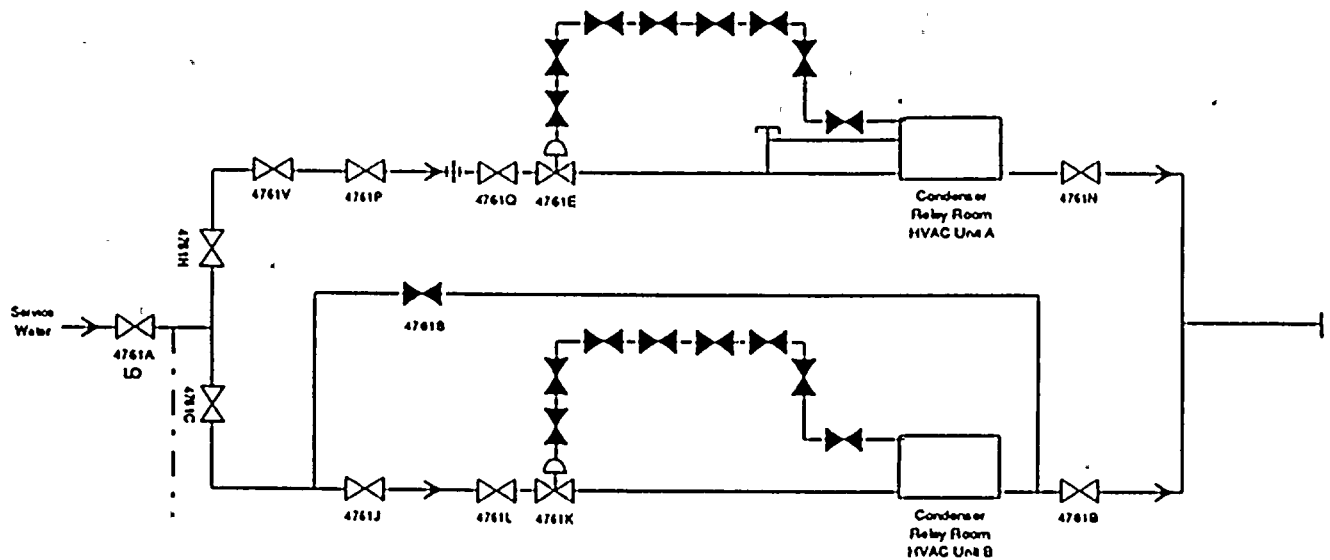 4761V
4761P
4761Q
4761E
Condenser
Relay Room
HVAC Unit A
4761N
4761H
Service
Water
4761A
LO
4761S
4761C
4761J
4761L
4761K
Condenser
Relay Room
HVAC Unit B